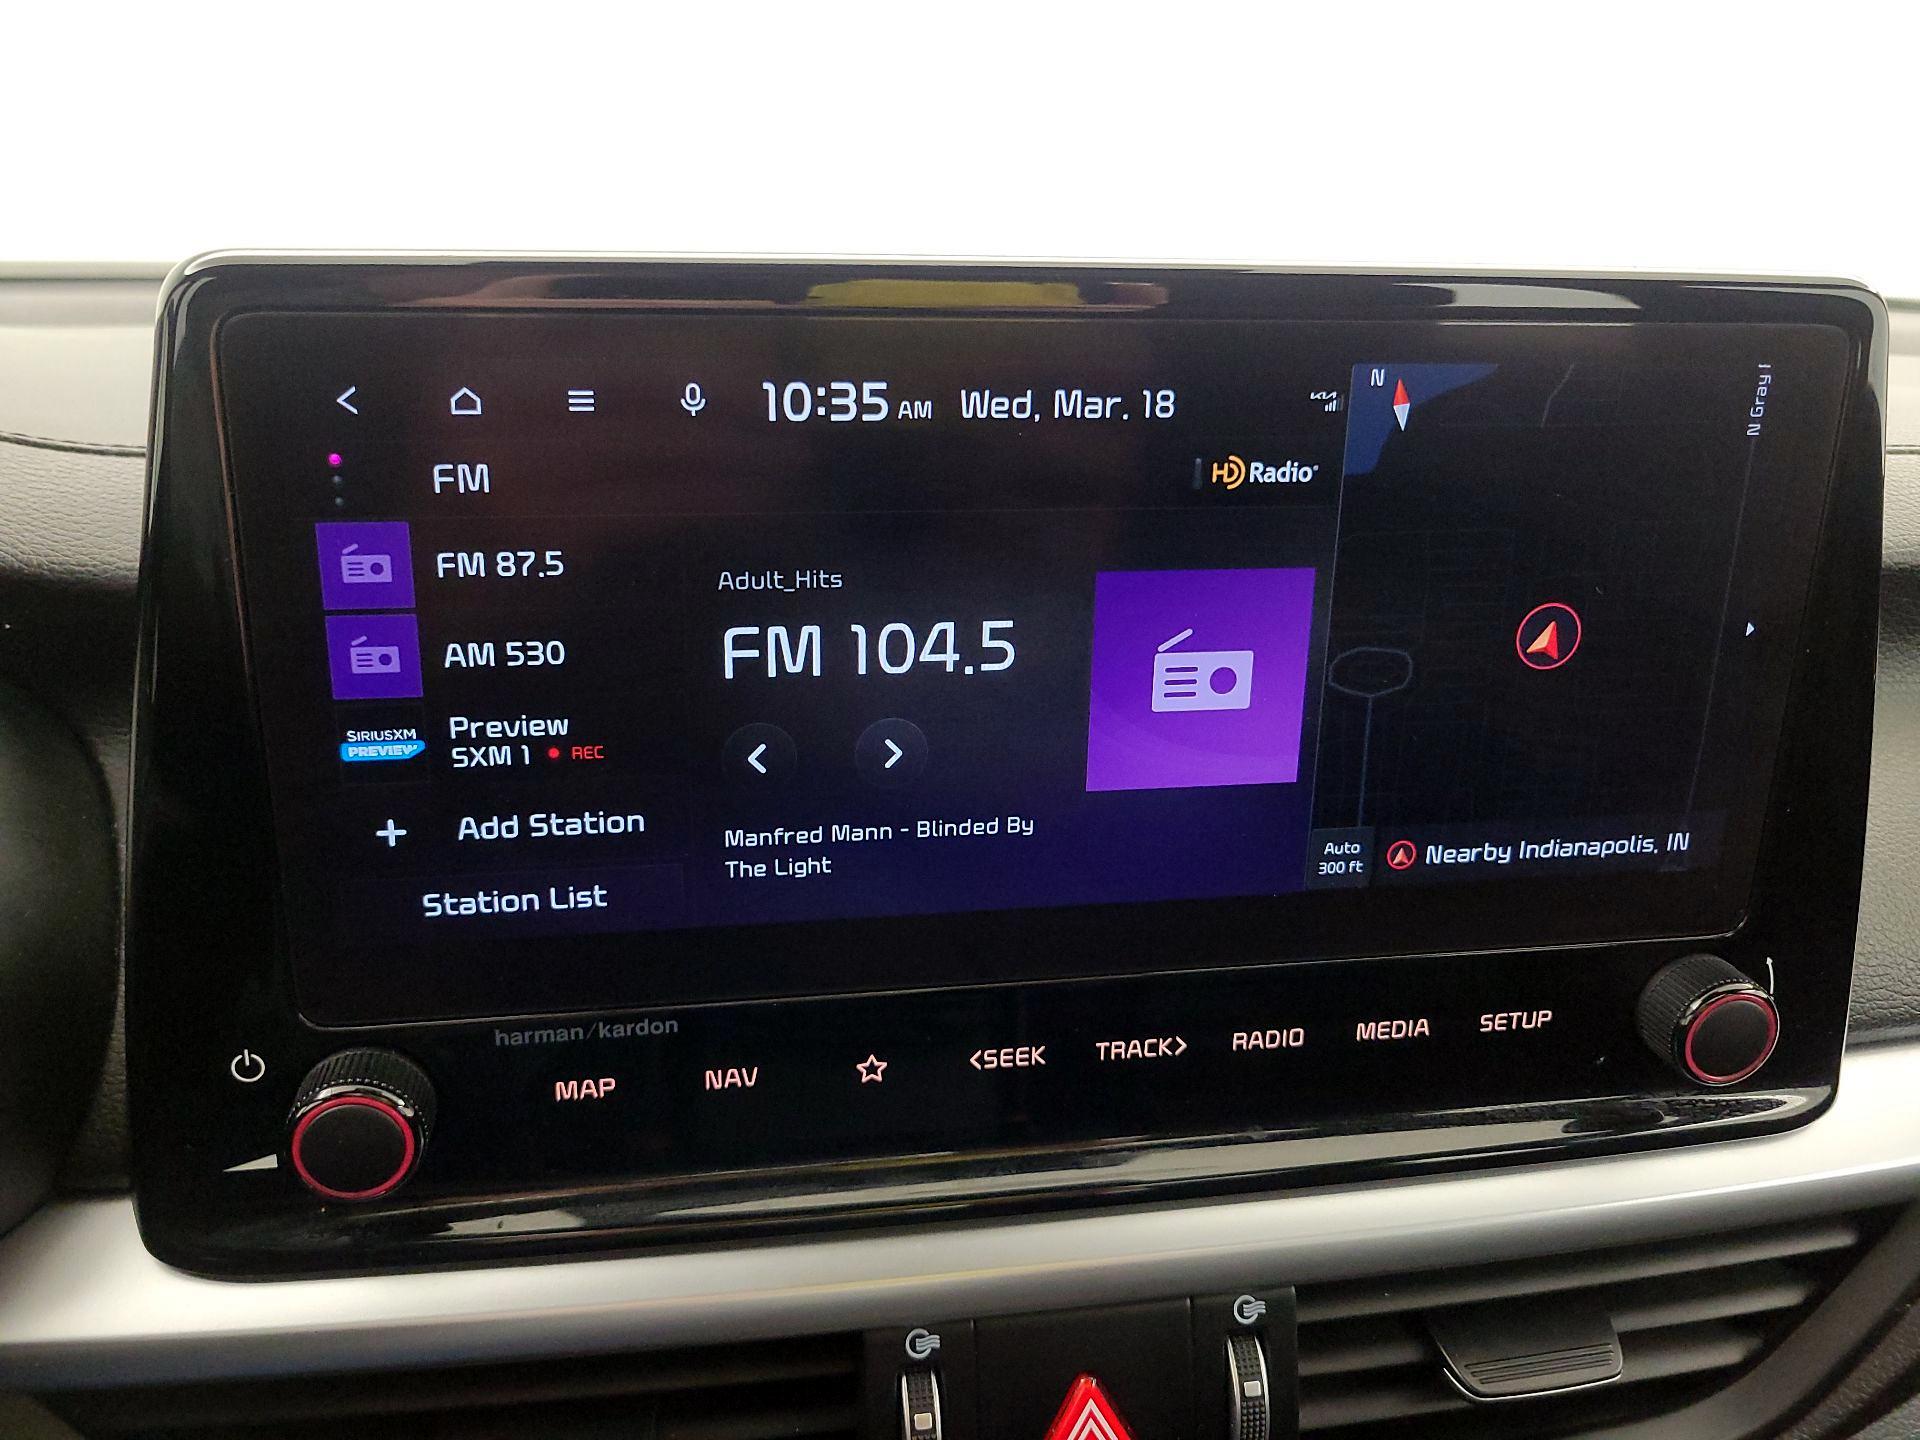 10:35 AM Wed, Mar. 18
KIA
N
N Gray
FM
HD Radio
FM 87.5
AM 530
SIRIUSXM
PREVIEW
Preview
SXM 1 REC
Add Station
Station List
Adult_Hits
FM 104.5
Manfred Mann - Blinded By
The Light
Auto
300 ft
Nearby Indianapolis, IN
harman/kardon
MAP
NAV
<SEEK
TRACK>
RADIO
MEDIA
SETUP